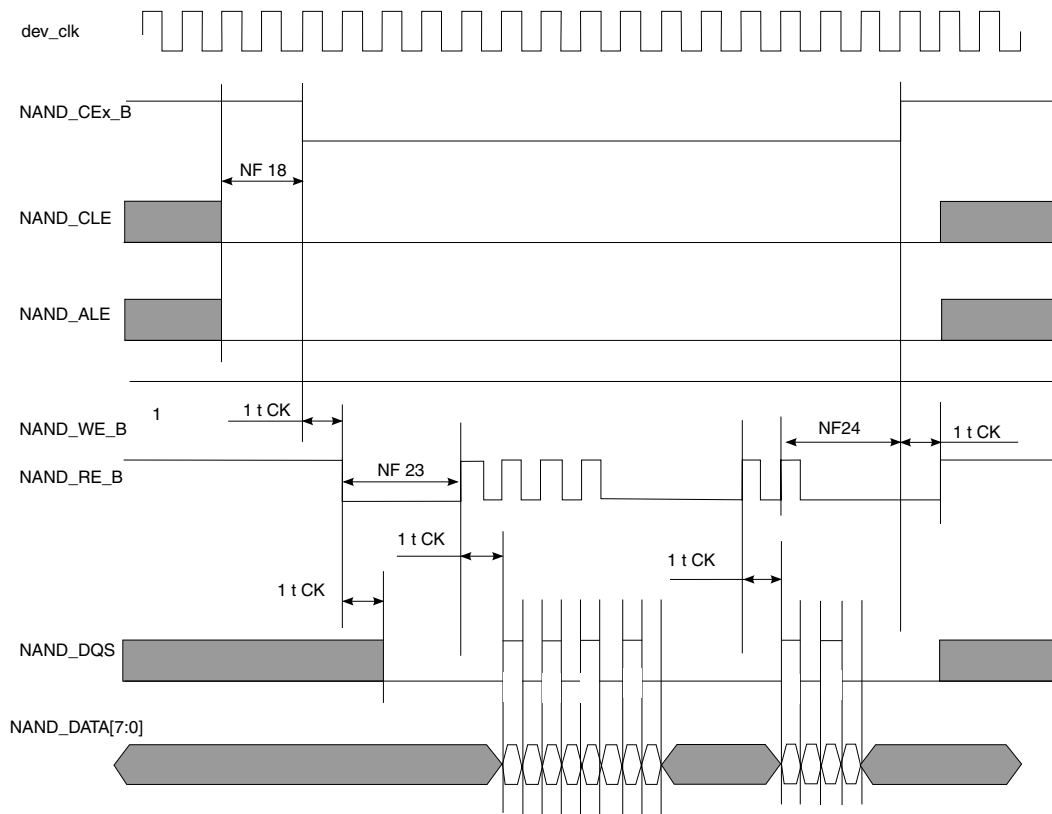 dev_clk
NAND_CEx_B
NF 18
NAND_CLE
NAND_ALE
1
1 t CK
NAND_WE_B
NF24
1 t CK
NF 23
NAND_RE_B
1 t CK
1 t CK
1 t CK
NAND_DQS
NAND_DATA[7:0]